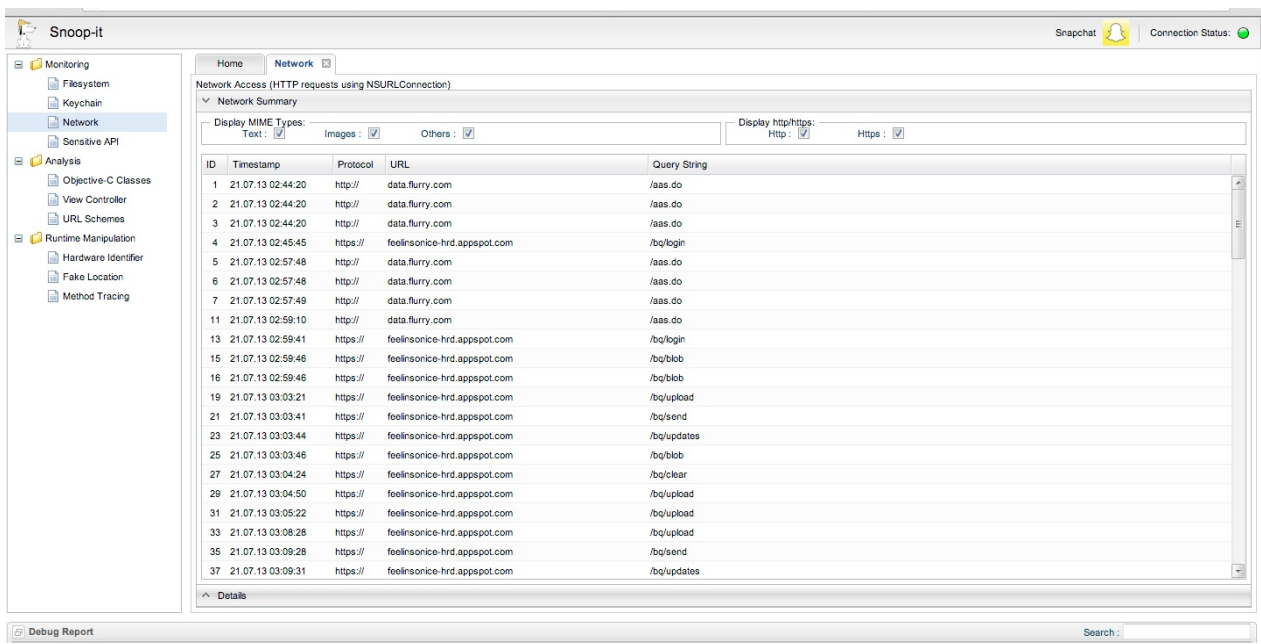 Snoop-it
Snapchat
Connection Status:
Monitoring
Filesystem
Keychain
Network
Sensitive API
Analysis
Objective-C Classes
View Controller
URL Schemes
Runtime Manipulation
Hardware Identifier
Fake Location
Method Tracing
Home
Network
Network Access (HTTP requests using NSURLConnection)
Network Summary
Display MIME Types:
Text :
Images :
Others :
Display http/https:
Http :
Https :
ID Timestamp Protocol URL Query String
1 21.07.13 02:44:20 http:// data.flurry.com /aas.do
2 21.07.13 02:44:20 http:// data.flurry.com /aas.do
3 21.07.13 02:44:20 http:// data.flurry.com /aas.do
4 21.07.13 02:45:45 https:// feelinsonice-hrd.appspot.com /bq/login
5 21.07.13 02:57:48 http:// data.flurry.com /aas.do
6 21.07.13 02:57:48 http:// data.flurry.com /aas.do
7 21.07.13 02:57:49 http:// data.flurry.com /aas.do
11 21.07.13 02:59:10 http:// data.flurry.com /aas.do
13 21.07.13 02:59:41 https:// feelinsonice-hrd.appspot.com /bq/login
15 21.07.13 02:59:46 https:// feelinsonice-hrd.appspot.com /bq/blob
16 21.07.13 02:59:46 https:// feelinsonice-hrd.appspot.com /bq/blob
19 21.07.13 03:03:21 https:// feelinsonice-hrd.appspot.com /bq/upload
21 21.07.13 03:03:41 https:// feelinsonice-hrd.appspot.com /bq/send
23 21.07.13 03:03:44 https:// feelinsonice-hrd.appspot.com /bq/updates
25 21.07.13 03:03:46 https:// feelinsonice-hrd.appspot.com /bq/blob
27 21.07.13 03:04:24 https:// feelinsonice-hrd.appspot.com /bq/clear
29 21.07.13 03:04:50 https:// feelinsonice-hrd.appspot.com /bq/upload
31 21.07.13 03:05:22 https:// feelinsonice-hrd.appspot.com /bq/upload
33 21.07.13 03:08:28 https:// feelinsonice-hrd.appspot.com /bq/upload
35 21.07.13 03:09:28 https:// feelinsonice-hrd.appspot.com /bq/send
37 21.07.13 03:09:31 https:// feelinsonice-hrd.appspot.com /bq/updates
Details
Debug Report
Search :